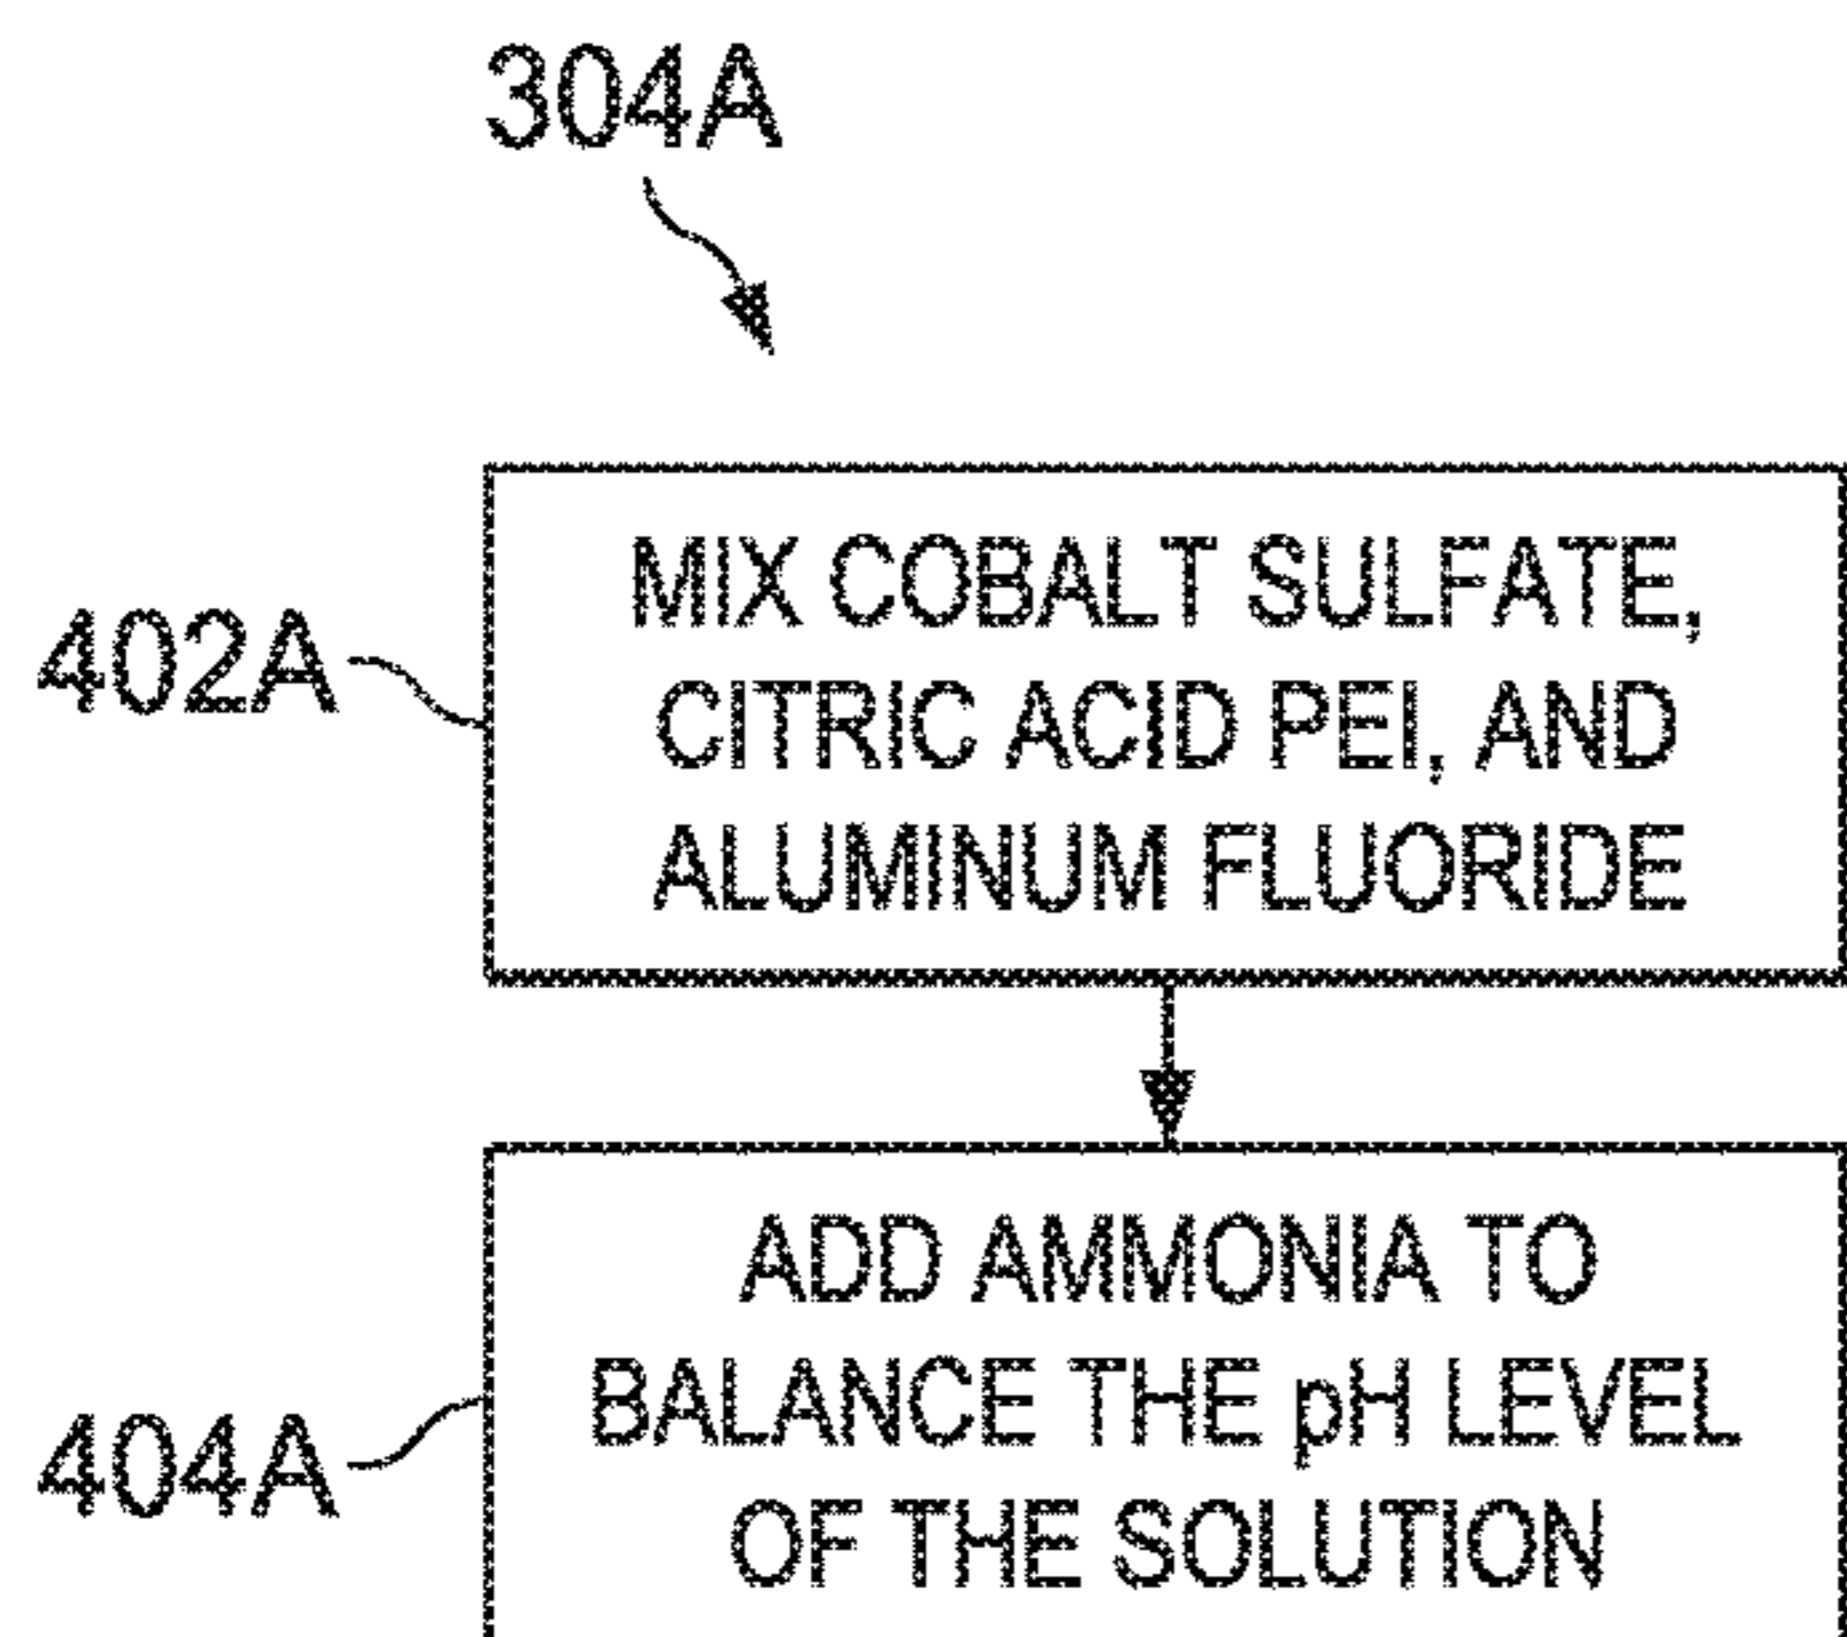 304A
402A
MIX COBALT SULFATE,
CITRIC ACID PEI, AND
ALUMINUM FLUORIDE
404A
ADD AMMONIA TO
BALANCE THE pH LEVEL
OF THE SOLUTION